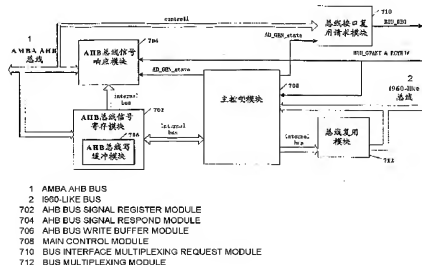 710
control1
总线接口复
用请求模块
BIU_REQ
1
AMBA AHB
总线
704
AHB总线信号
响应模块
AD_GEN_state
BIU_GRANT & BGTRIG
AD_GEN_state
2
i960-like
总线
internal
bus
708
主控制模块
702
AHB总线信号
寄存模块
706
AHB总线写
缓冲模块
Internal
bus
internal
bus
总线复用
模块
712
1 AMBA AHB BUS
2 I960-LIKE BUS
702 AHB BUS SIGNAL REGISTER MODULE
704 AHB BUS SIGNAL RESPOND MODULE
706 AHB BUS WRITE BUFFER MODULE
708 MAIN CONTROL MODULE
710 BUS INTERFACE MULTIPLEXING REQUEST MODULE
712 BUS MULTIPLEXING MODULE